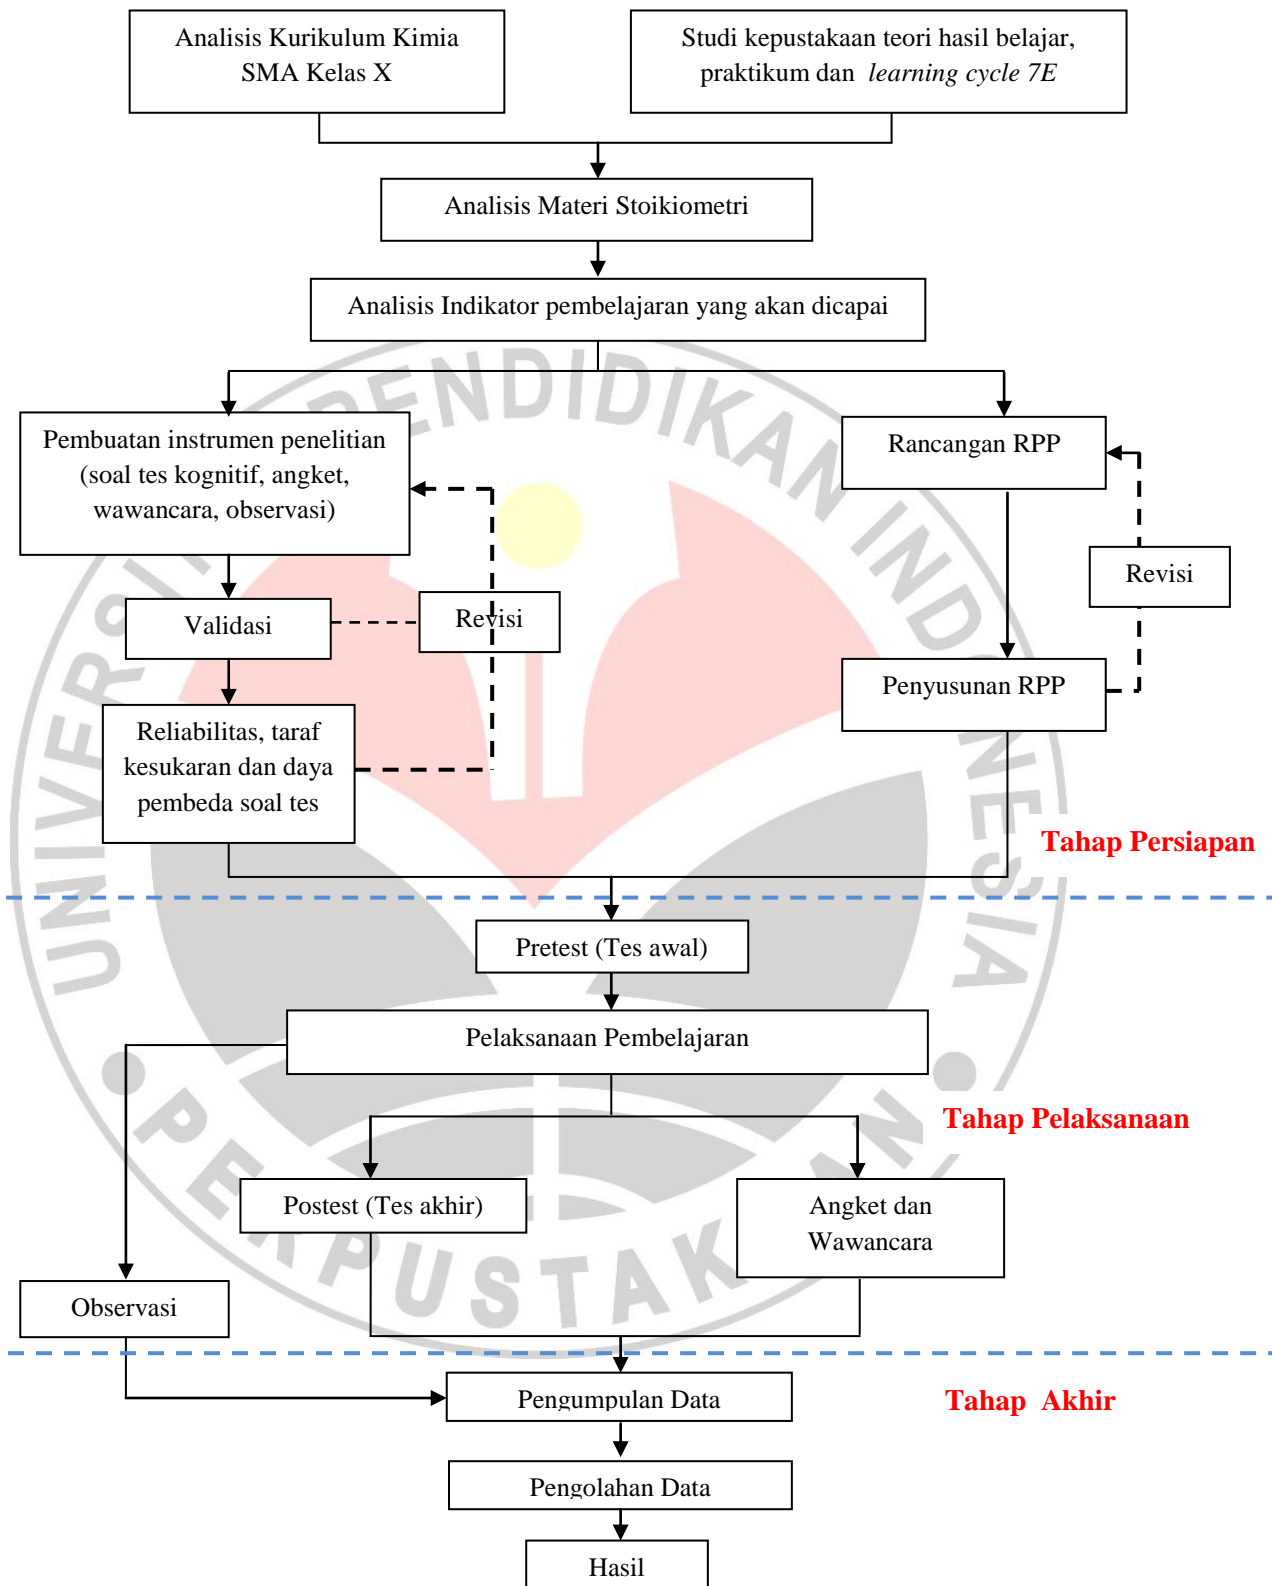 Analisis Kurikulum Kimia
SMA Kelas X
Studi kepustakaan teori hasil belajar,
praktikum dan learning cycle 7E
Analisis Materi Stoikiometri
Analisis Indikator pembelajaran yang akan dicapai
Pembuatan instrumen penelitian
(soal tes kognitif, angket,
wawancara, observasi)
Rancangan RPP
Revisi
Validasi
Revisi
Penyusunan RPP
Reliabilitas, taraf
kesukaran dan daya
pembeda soal tes
Tahap Persiapan
Pretest (Tes awal)
Pelaksanaan Pembelajaran
Tahap Pelaksanaan
Postest (Tes akhir)
Angket dan
Wawancara
Observasi
Pengumpulan Data
Tahap Akhir
Pengolahan Data
Hasil
PENDIDIKAN INDONESIA